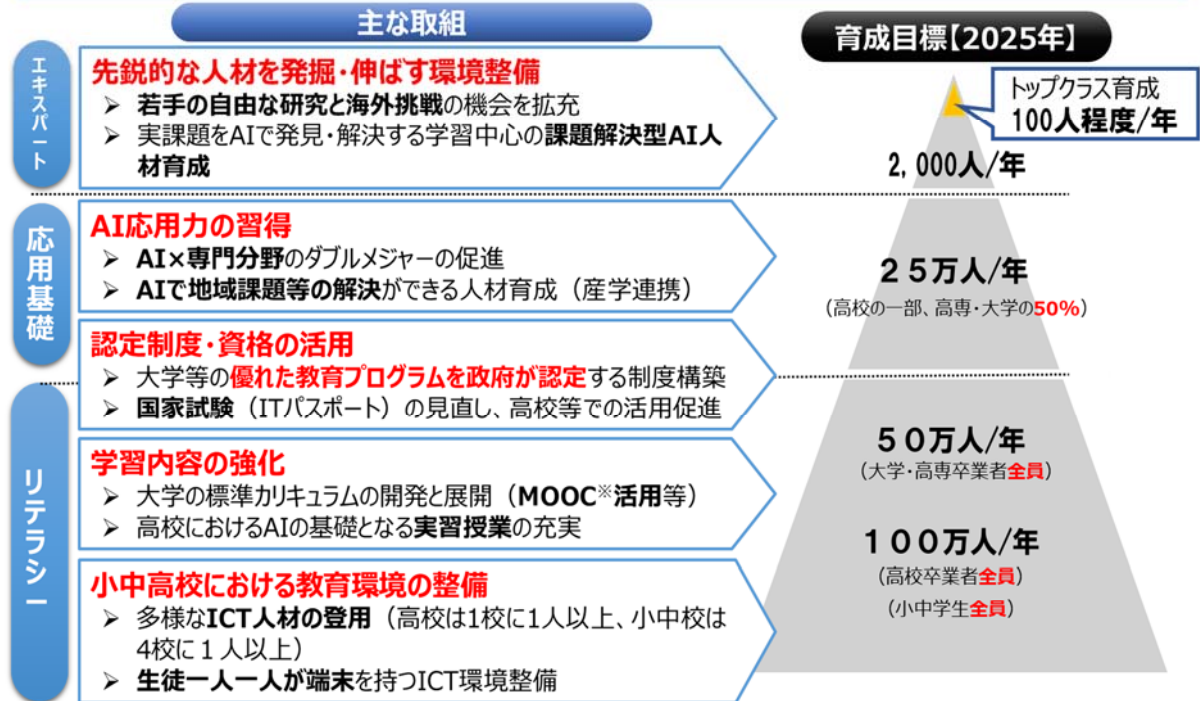 主な取組
育成目標【2025年】
エキスパート
先鋭的な人材を発掘・伸ばす環境整備
➢ 若手の自由な研究と海外挑戦の機会を拡充
➢ 実課題をAIで発見・解決する学習中心の課題解決型AI人
材育成
トップクラス育成
100人程度/年
2,000人/年
応用基礎
AI応用力の習得
➢ AI×専門分野のダブルメジャーの促進
➢ AIで地域課題等の解決ができる人材育成（産学連携）
２５万人/年
（高校の一部、高専・大学の50％）
認定制度・資格の活用
➢ 大学等の優れた教育プログラムを政府が認定する制度構築
➢ 国家試験（ITパスポート）の見直し、高校等での活用促進
リテラシー
学習内容の強化
➢ 大学の標準カリキュラムの開発と展開（MOOC※活用等）
➢ 高校におけるAIの基礎となる実習授業の充実
５０万人/年
（大学・高専卒業者全員）
１００万人/年
（高校卒業者全員）
（小中学生全員）
小中高校における教育環境の整備
➢ 多様なICT人材の登用（高校は1校に1人以上、小中校は
4校に１人以上）
➢ 生徒一人一人が端末を持つICT環境整備